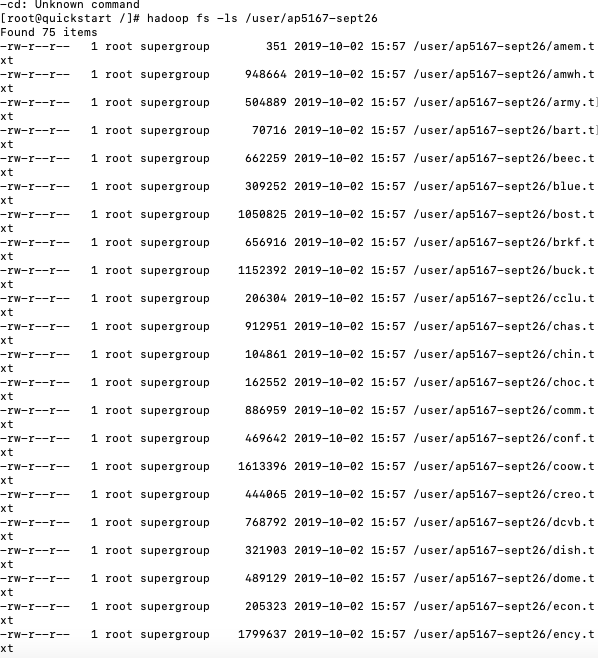 -cd: Unknown command
[root@quickstart /]# hadoop fs -ls /user/ap5167-sept26
Found 75 items
-rw-r--r--   1 root supergroup        351 2019-10-02 15:57 /user/ap5167-sept26/amem.t
xt
-rw-r--r--   1 root supergroup     948664 2019-10-02 15:57 /user/ap5167-sept26/amwh.t
xt
-rw-r--r--   1 root supergroup     504889 2019-10-02 15:57 /user/ap5167-sept26/army.t]
xt
-rw-r--r--   1 root supergroup      70716 2019-10-02 15:57 /user/ap5167-sept26/bart.t]
xt
-rw-r--r--   1 root supergroup     662259 2019-10-02 15:57 /user/ap5167-sept26/beec.t
xt
-rw-r--r--   1 root supergroup     309252 2019-10-02 15:57 /user/ap5167-sept26/blue.t
xt
-rw-r--r--   1 root supergroup    1050825 2019-10-02 15:57 /user/ap5167-sept26/bost.t
xt
-rw-r--r--   1 root supergroup     656916 2019-10-02 15:57 /user/ap5167-sept26/brkf.t
xt
-rw-r--r--   1 root supergroup    1152392 2019-10-02 15:57 /user/ap5167-sept26/buck.t
xt
-rw-r--r--   1 root supergroup     206304 2019-10-02 15:57 /user/ap5167-sept26/cclu.t
xt
-rw-r--r--   1 root supergroup     912951 2019-10-02 15:57 /user/ap5167-sept26/chas.t
xt
-rw-r--r--   1 root supergroup     104861 2019-10-02 15:57 /user/ap5167-sept26/chin.t
xt
-rw-r--r--   1 root supergroup     162552 2019-10-02 15:57 /user/ap5167-sept26/choc.t
xt
-rw-r--r--   1 root supergroup     886959 2019-10-02 15:57 /user/ap5167-sept26/comm.t
xt
-rw-r--r--   1 root supergroup     469642 2019-10-02 15:57 /user/ap5167-sept26/conf.t
xt
-rw-r--r--   1 root supergroup    1613396 2019-10-02 15:57 /user/ap5167-sept26/coow.t
xt
-rw-r--r--   1 root supergroup     444065 2019-10-02 15:57 /user/ap5167-sept26/creo.t
xt
-rw-r--r--   1 root supergroup     768792 2019-10-02 15:57 /user/ap5167-sept26/dcvb.t
xt
-rw-r--r--   1 root supergroup     321903 2019-10-02 15:57 /user/ap5167-sept26/dish.t
xt
-rw-r--r--   1 root supergroup     489129 2019-10-02 15:57 /user/ap5167-sept26/dome.t
xt
-rw-r--r--   1 root supergroup     205323 2019-10-02 15:57 /user/ap5167-sept26/econ.t
xt
-rw-r--r--   1 root supergroup    1799637 2019-10-02 15:57 /user/ap5167-sept26/ency.t
xt